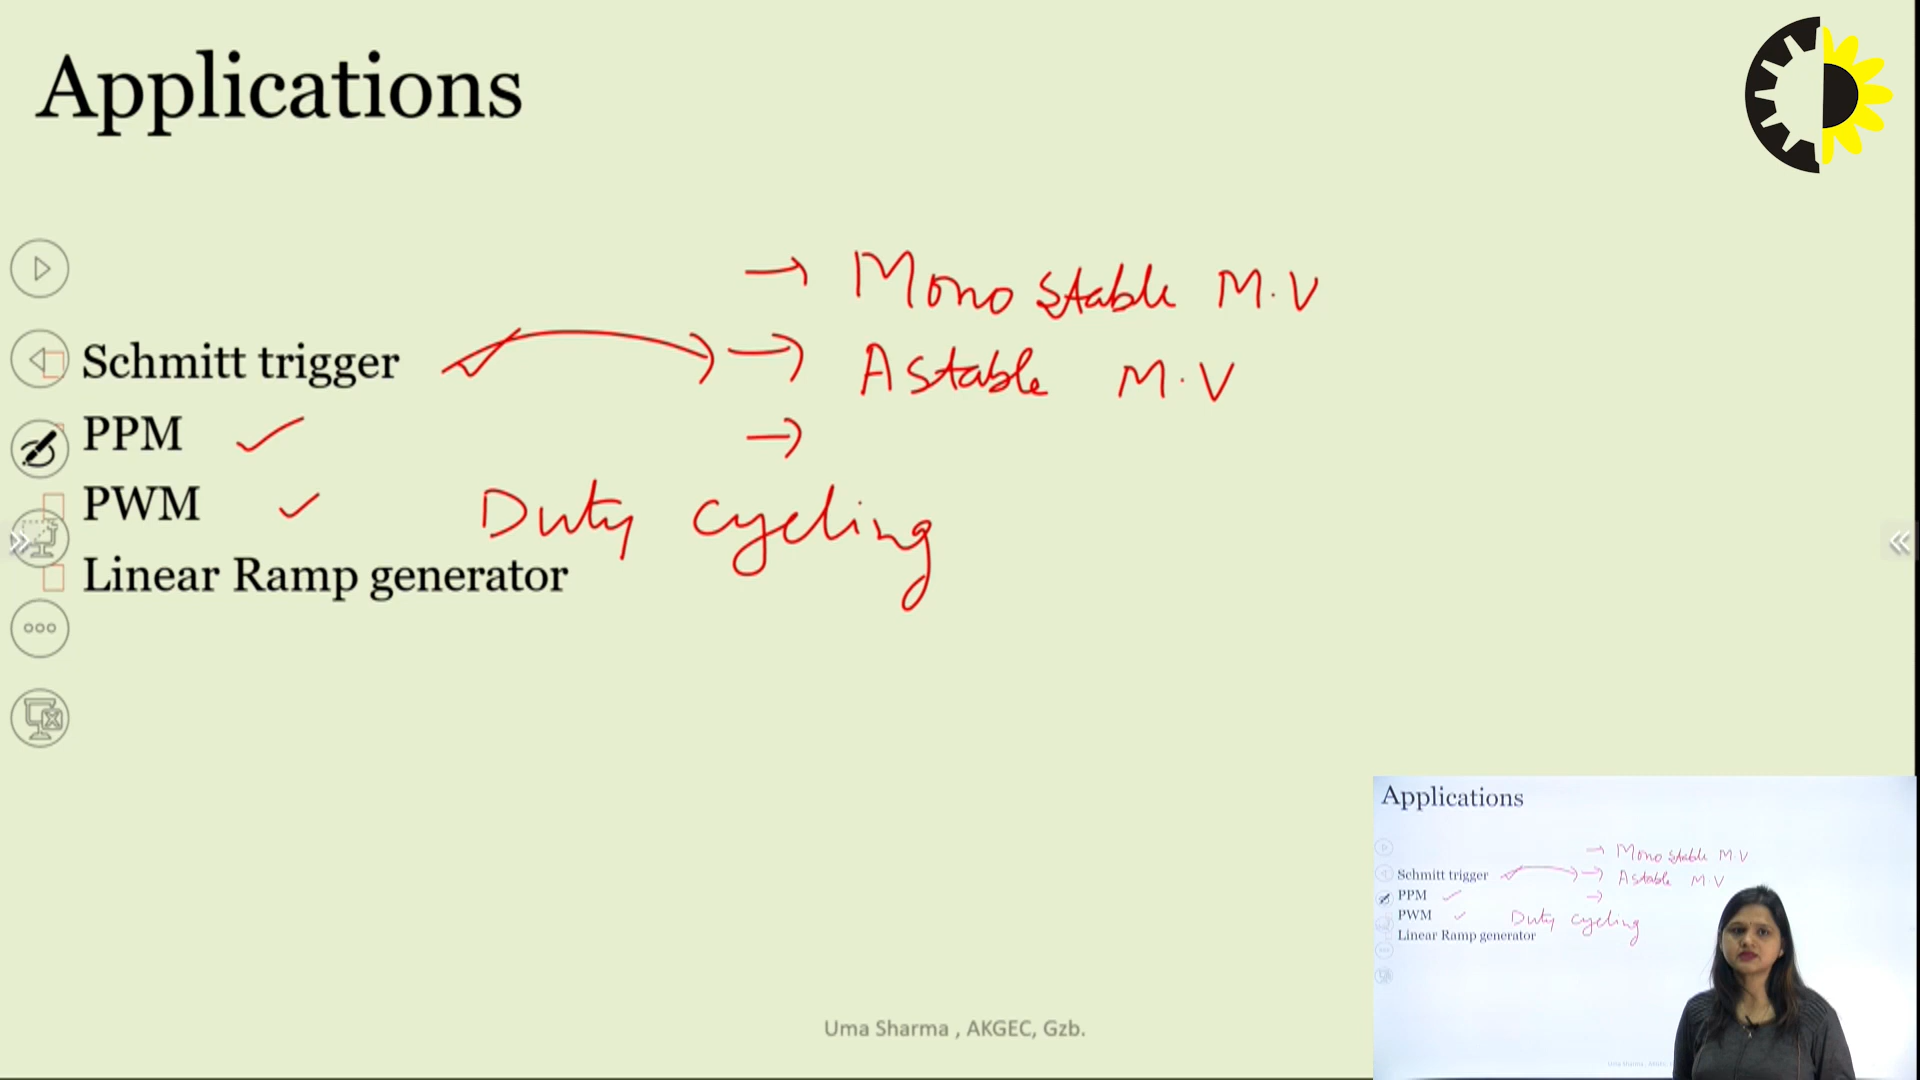 Applications
Mono stable M.V
Schmitt trigger
Astable M.V
PPM
PWM
Duty cycling
Linear Ramp generator
Uma Sharma , AKGEC, Gzb.
Applications
Mono stable M.V
Schmitt trigger
Astable M.V
PPM
PWM
Duty cycling
Linear Ramp generator